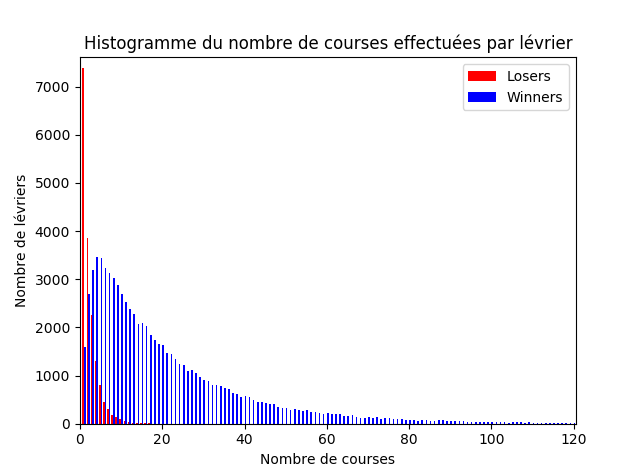 Histogramme du nombre de courses effectuées par lévrier
Losers
Winners
7000
6000
5000
4000
3000
2000
1000
0
Nombre de lévriers
0 20 40 60 80 100 120
Nombre de courses